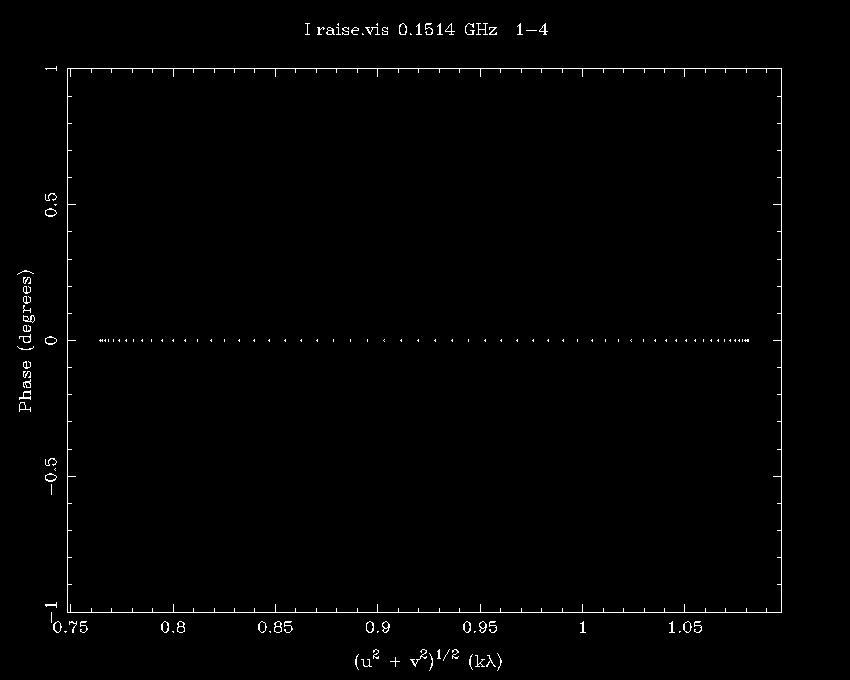 I raise.vis 0.1514 GHz 1−4
1
0.5
0
−0.5
−1
Phase (degrees)
0.75 0.8 0.85 0.9 0.95 1 1.05
(u² + v²)¹/² (kλ)